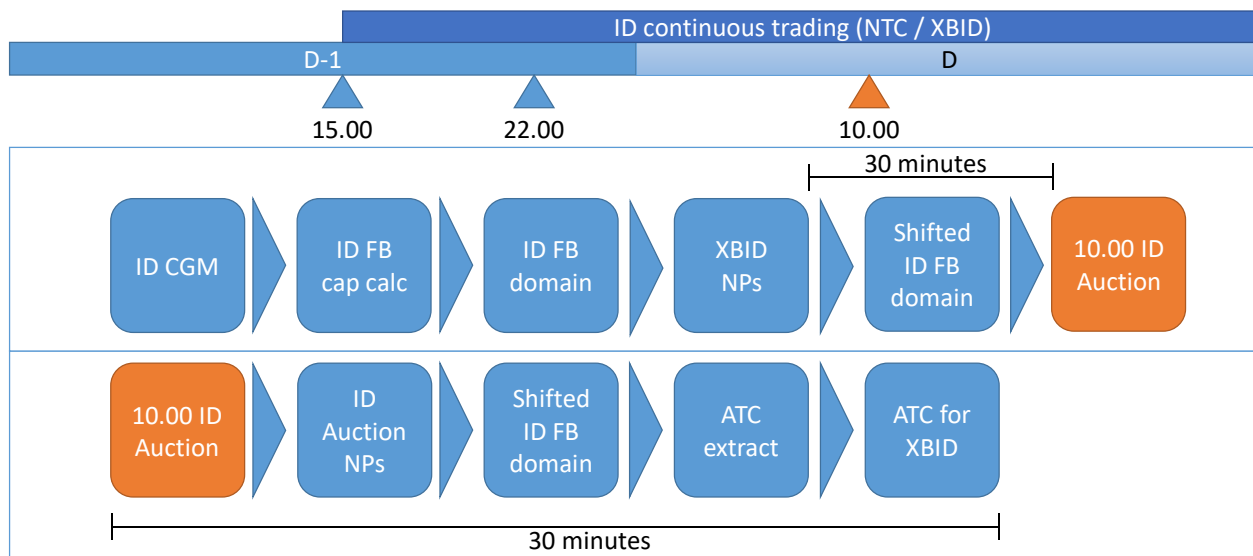 ID continuous trading (NTC / XBID)
D-1
D
15.00
22.00
10.00
30 minutes
ID CGM
ID FB
cap calc
ID FB
domain
XBID
NPs
Shifted
ID FB
domain
10.00 ID
Auction
10.00 ID
Auction
ID
Auction
NPs
Shifted
ID FB
domain
ATC
extract
ATC for
XBID
30 minutes